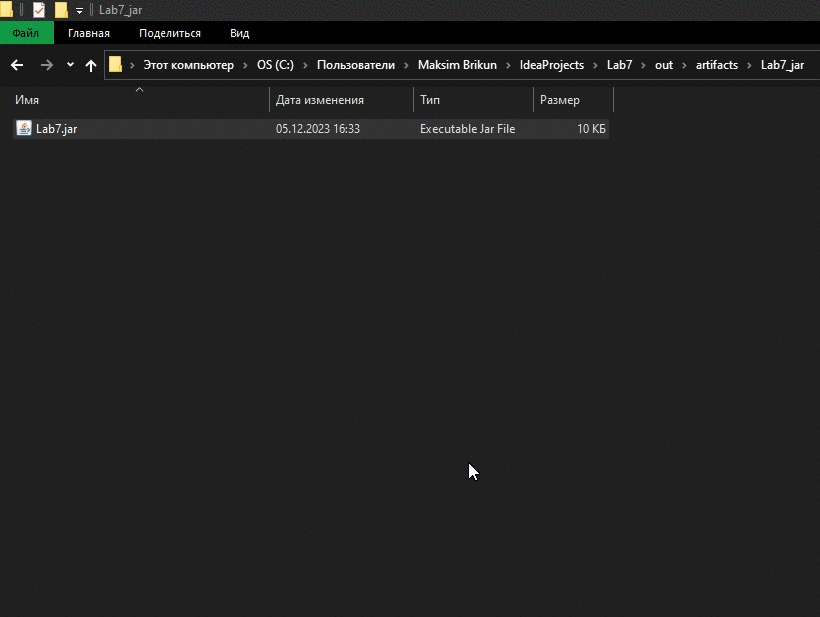 Lab7_jar
Файл Главная Поделиться Вид
Этот компьютер › OS (C:) › Пользователи › Maksim Brikun › IdeaProjects › Lab7 › out › artifacts › Lab7_jar
Имя Дата изменения Тип Размер
Lab7.jar 05.12.2023 16:33 Executable Jar File 10 КБ